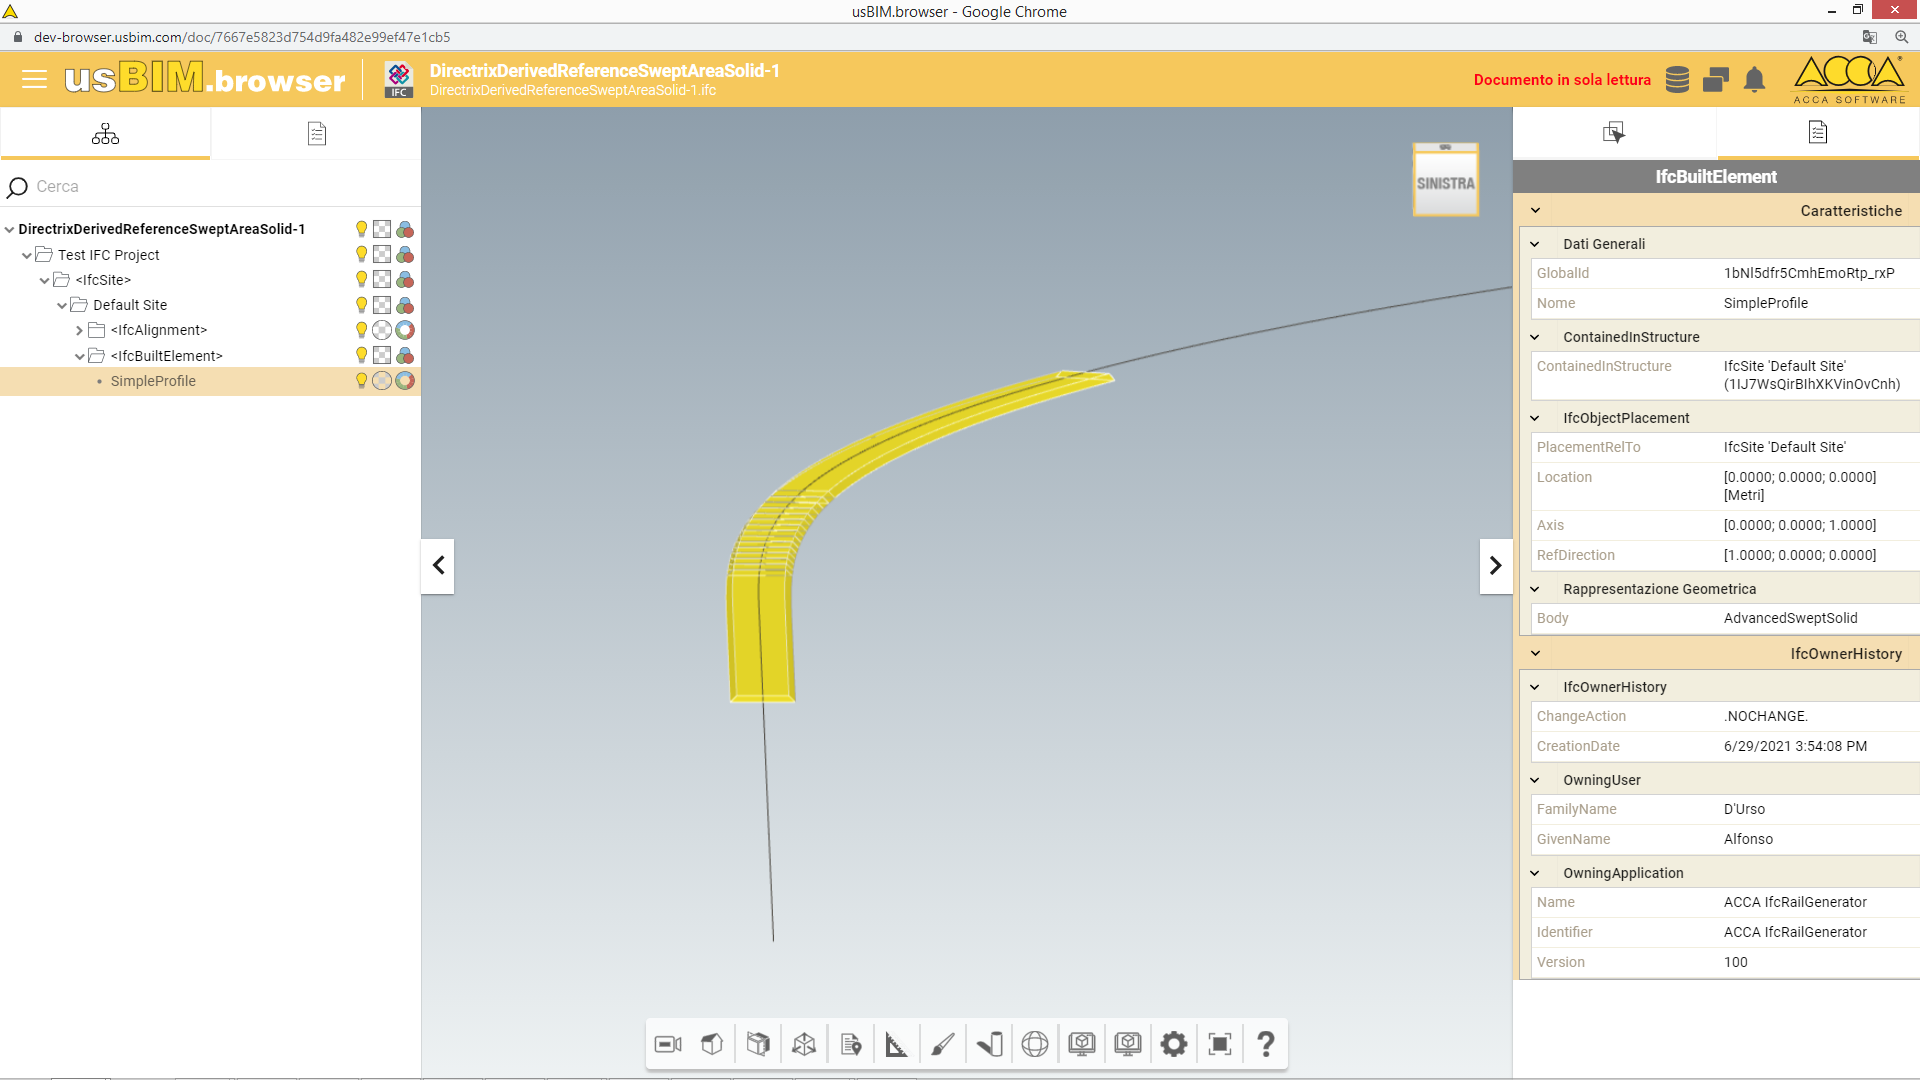 usBIM.browser - Google Chrome
dev-browser.usbim.com/doc/7667e5823d754d9fa482e99ef47e1cb5
usBIM.browser
IFC
DirectrixDerivedReferenceSweptAreaSolid-1
DirectrixDerivedReferenceSweptAreaSolid-1.ifc
Documento in sola lettura
ACCA
ACCA SOFTWARE
Cerca
DirectrixDerivedReferenceSweptAreaSolid-1
Test IFC Project
<IfcSite>
Default Site
<IfcAlignment>
<IfcBuiltElement>
SimpleProfile
SINISTRA
IfcBuiltElement
Caratteristiche
Dati Generali
GlobalId 1bNl5dfr5CmhEmoRtp_rxP
Nome SimpleProfile
ContainedInStructure
ContainedInStructure IfcSite 'Default Site'
(1IJ7WsQirBIhXKVinOvCnh)
IfcObjectPlacement
PlacementRelTo IfcSite 'Default Site'
Location [0.0000; 0.0000; 0.0000]
[Metri]
Axis [0.0000; 0.0000; 1.0000]
RefDirection [1.0000; 0.0000; 0.0000]
Rappresentazione Geometrica
Body AdvancedSweptSolid
IfcOwnerHistory
IfcOwnerHistory
ChangeAction .NOCHANGE.
CreationDate 6/29/2021 3:54:08 PM
OwningUser
FamilyName D'Urso
GivenName Alfonso
OwningApplication
Name ACCA IfcRailGenerator
Identifier ACCA IfcRailGenerator
Version 100